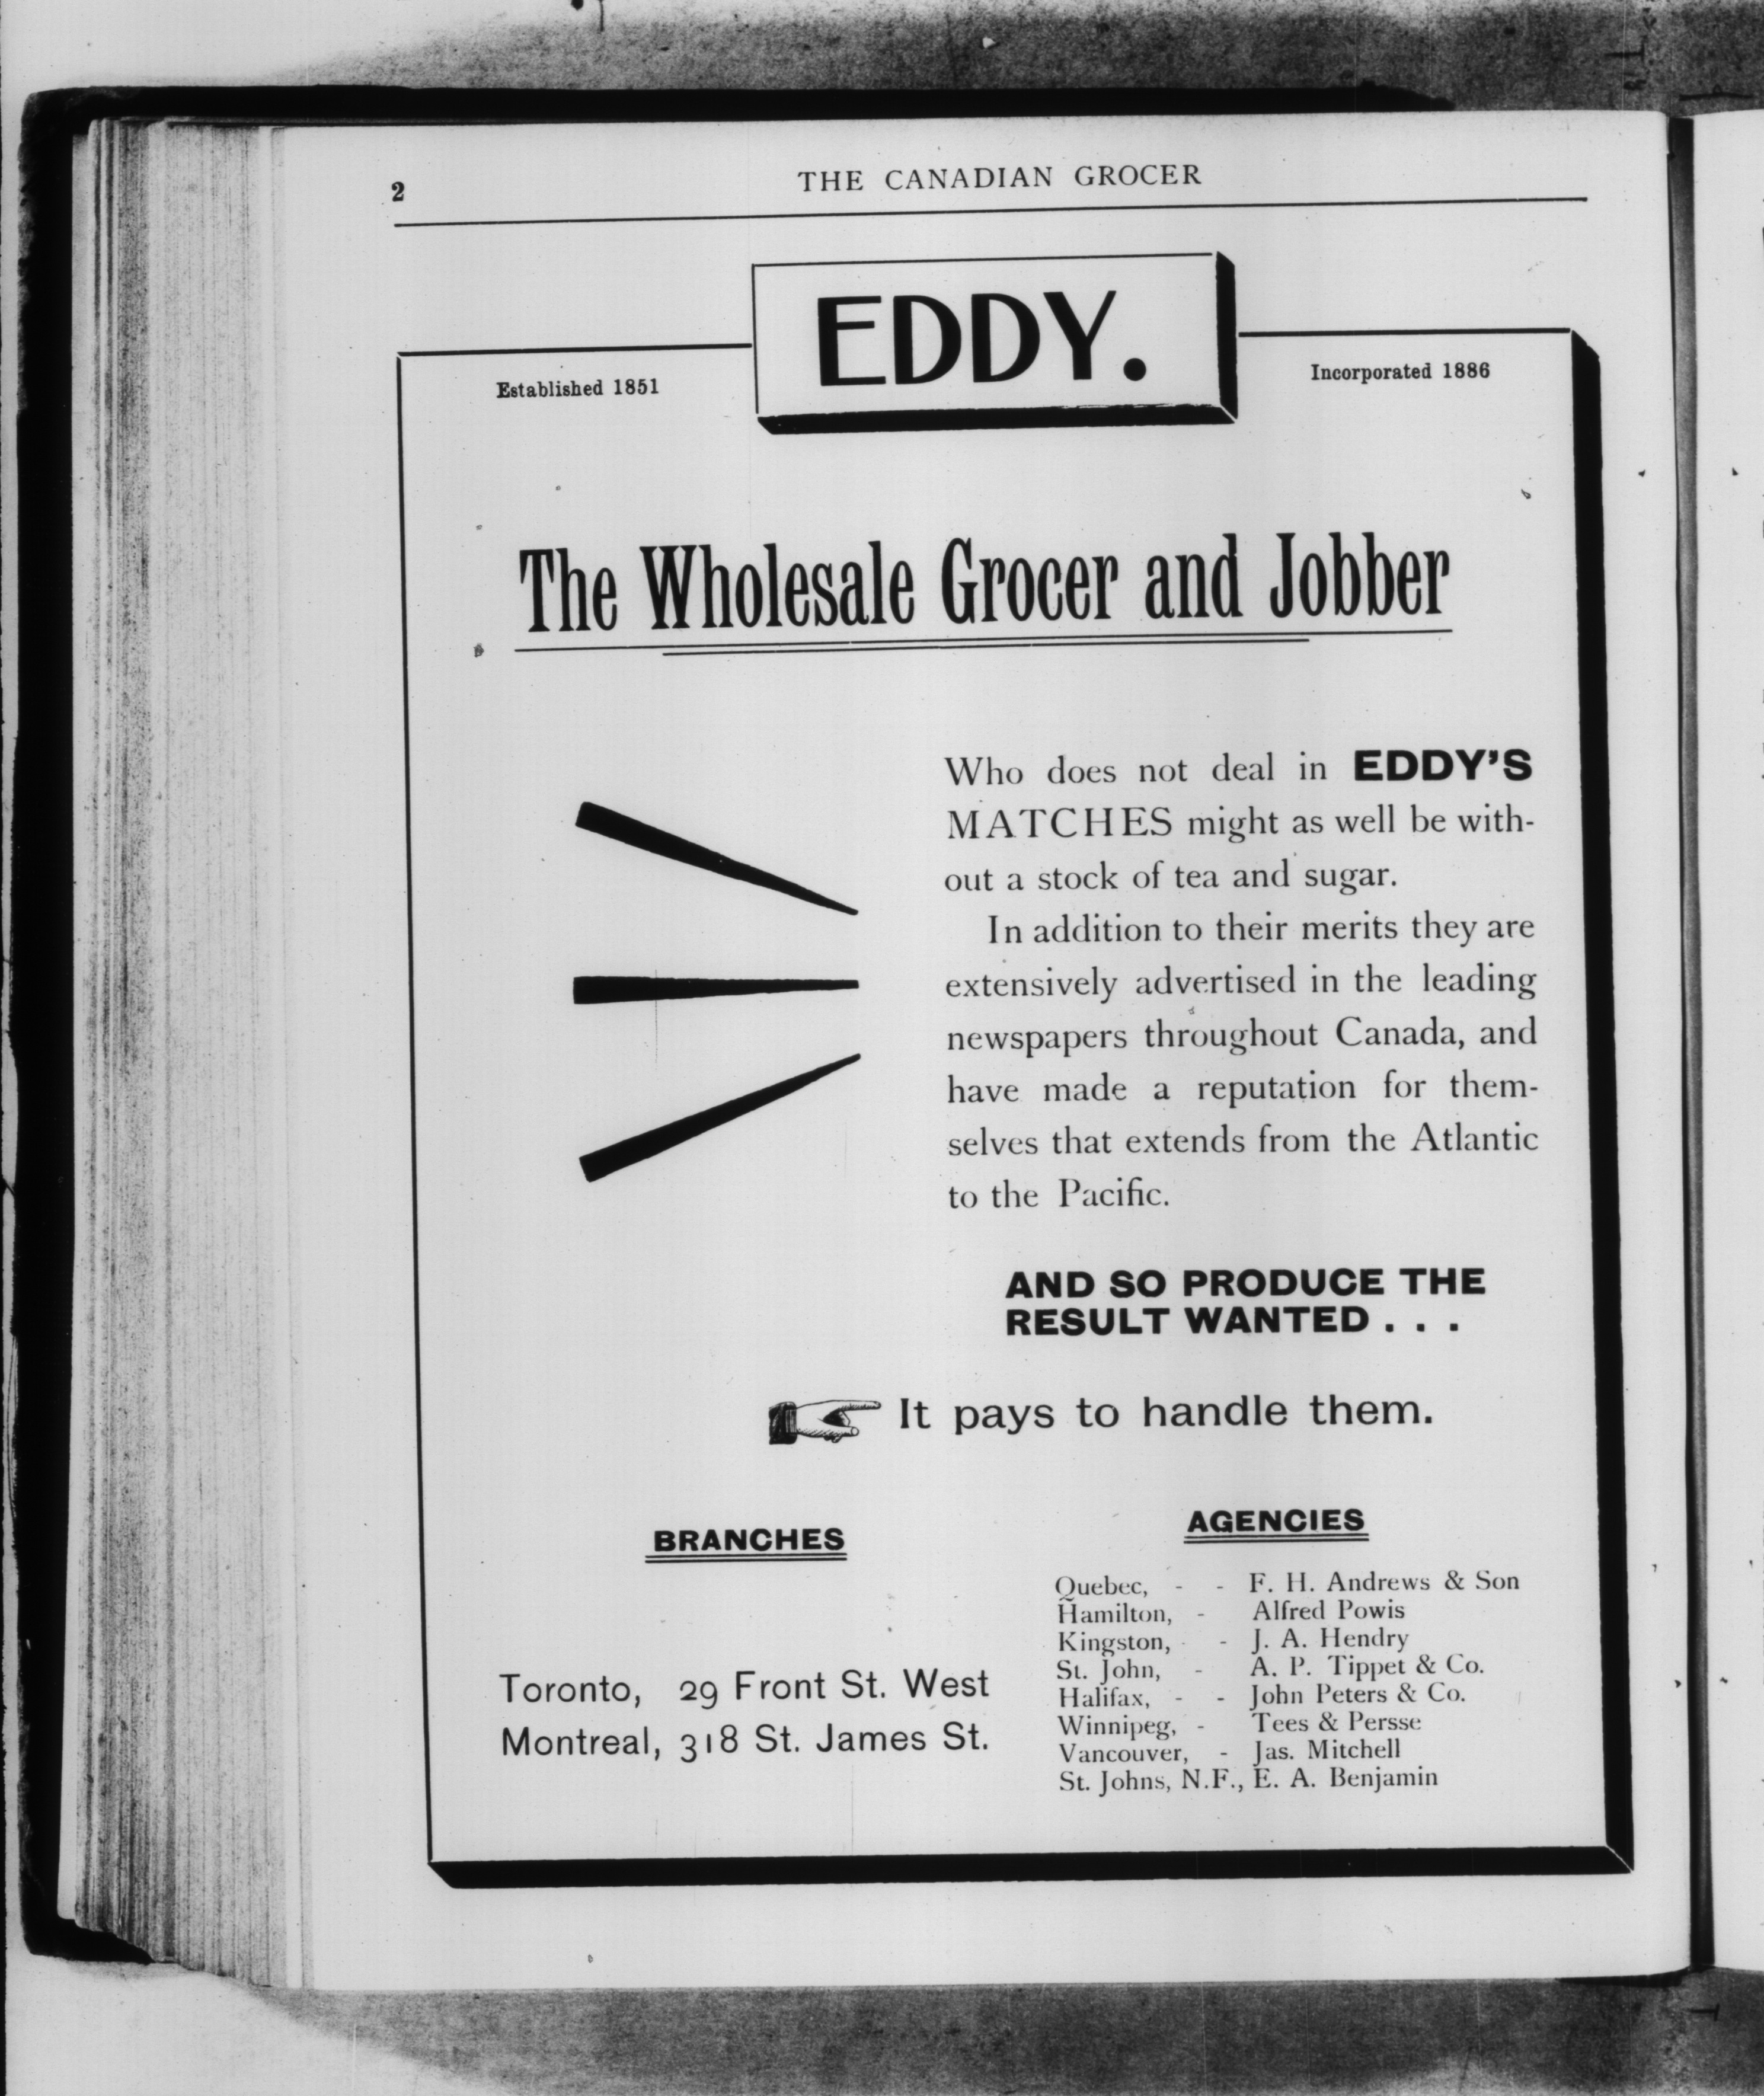 2
THE CANADIAN GROCER
EDDY.
Established 1851
Incorporated 1886
The Wholesale Grocer and Jobber
Who does not deal in EDDY'S
MATCHES might as well be with-
out a stock of tea and sugar.
In addition to their merits they are
extensively advertised in the leading
newspapers throughout Canada, and
have made a reputation for them-
selves that extends from the Atlantic
to the Pacific.
AND SO PRODUCE THE
RESULT WANTED . . .
It pays to handle them.
BRANCHES
Toronto, 29 Front St. West
Montreal, 318 St. James St.
AGENCIES
Quebec, - - F. H. Andrews & Son
Hamilton, - Alfred Powis
Kingston, - - J. A. Hendry
St. John, - A. P. Tippet & Co.
Halifax, - - John Peters & Co.
Winnipeg, - Tees & Persse
Vancouver, - Jas. Mitchell
St. Johns, N.F., E. A. Benjamin